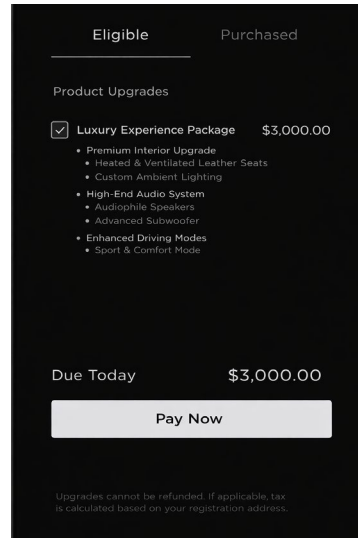 Eligible Purchased
Product Upgrades
Luxury Experience Package $3,000.00
• Premium Interior Upgrade
• Heated & Ventilated Leather Seats
• Custom Ambient Lighting
• High-End Audio System
• Audiophile Speakers
• Advanced Subwoofer
• Enhanced Driving Modes
• Sport & Comfort Mode
Due Today $3,000.00
Pay Now
Upgrades cannot be refunded. If applicable, tax
is calculated based on your registration address.